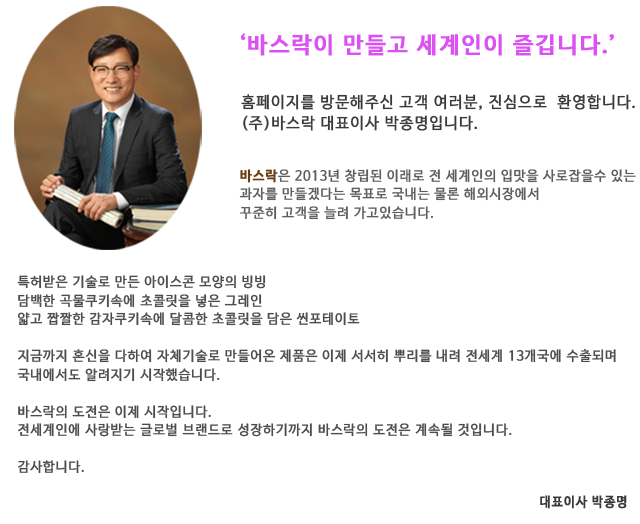 ‘바스락이 만들고 세계인이 즐깁니다.’
홈페이지를 방문해주신 고객 여러분, 진심으로 환영합니다.
(주)바스락 대표이사 박종명입니다.
바스락은 2013년 창립된 이래로 전 세계인의 입맛을 사로잡을수 있는
과자를 만들겠다는 목표로 국내는 물론 해외시장에서
꾸준히 고객을 늘려 가고있습니다.
특허받은 기술로 만든 아이스콘 모양의 빙빙
담백한 곡물쿠키속에 초콜릿을 넣은 그레인
얇고 짭짤한 감자쿠키속에 달콤한 초콜릿을 담은 씬포테이토
지금까지 혼신을 다하여 자체기술로 만들어온 제품은 이제 서서히 뿌리를 내려 전세계 13개국에 수출되며
국내에서도 알려지기 시작했습니다.
바스락의 도전은 이제 시작입니다.
전세계인에 사랑받는 글로벌 브랜드로 성장하기까지 바스락의 도전은 계속될 것입니다.
감사합니다.
대표이사 박종명